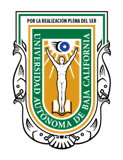 POR LA REALIZACIÓN PLENA DEL SER
UNIVERSIDAD AUTÓNOMA DE BAJA CALIFORNIA